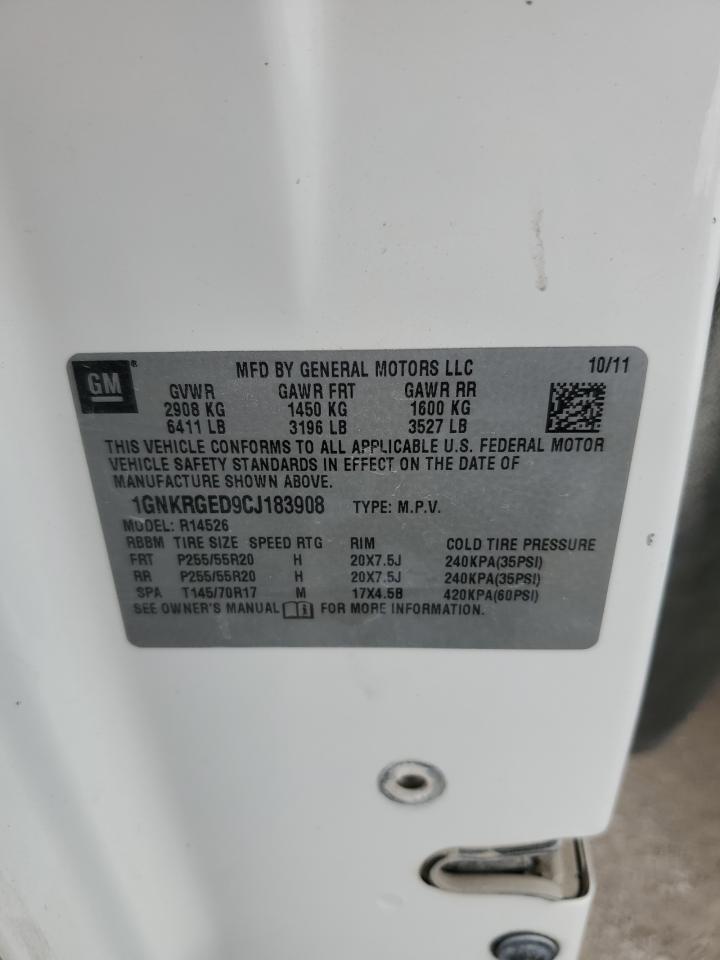 GM ® MFD BY GENERAL MOTORS LLC 10/11
GVWR GAWR FRT GAWR RR
2908 KG 1450 KG 1600 KG
6411 LB 3196 LB 3527 LB
THIS VEHICLE CONFORMS TO ALL APPLICABLE U.S. FEDERAL MOTOR
VEHICLE SAFETY STANDARDS IN EFFECT ON THE DATE OF
MANUFACTURE SHOWN ABOVE.
1GNKRGED9CJ183908 TYPE: M.P.V.
MODEL: R14526
RBBM TIRE SIZE SPEED RTG RIM COLD TIRE PRESSURE
FRT P255/55R20 H 20X7.5J 240KPA(35PSI)
RR P255/55R20 H 20X7.5J 240KPA(35PSI)
SPA T145/70R17 M 17X4.5B 420KPA(60PSI)
SEE OWNER'S MANUAL FOR MORE INFORMATION.